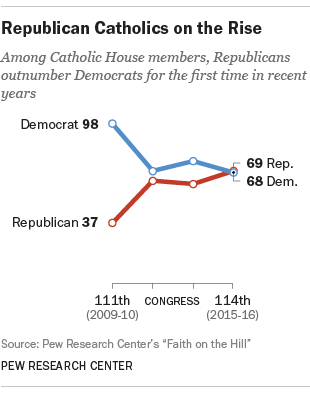 Republican Catholics on the Rise
Among Catholic House members, Republicans
outnumber Democrats for the first time in recent
years
Democrat 98
69 Rep.
68 Dem.
Republican 37
111th CONGRESS 114th
(2009-10) (2015-16)
Source: Pew Research Center's "Faith on the Hill"
PEW RESEARCH CENTER